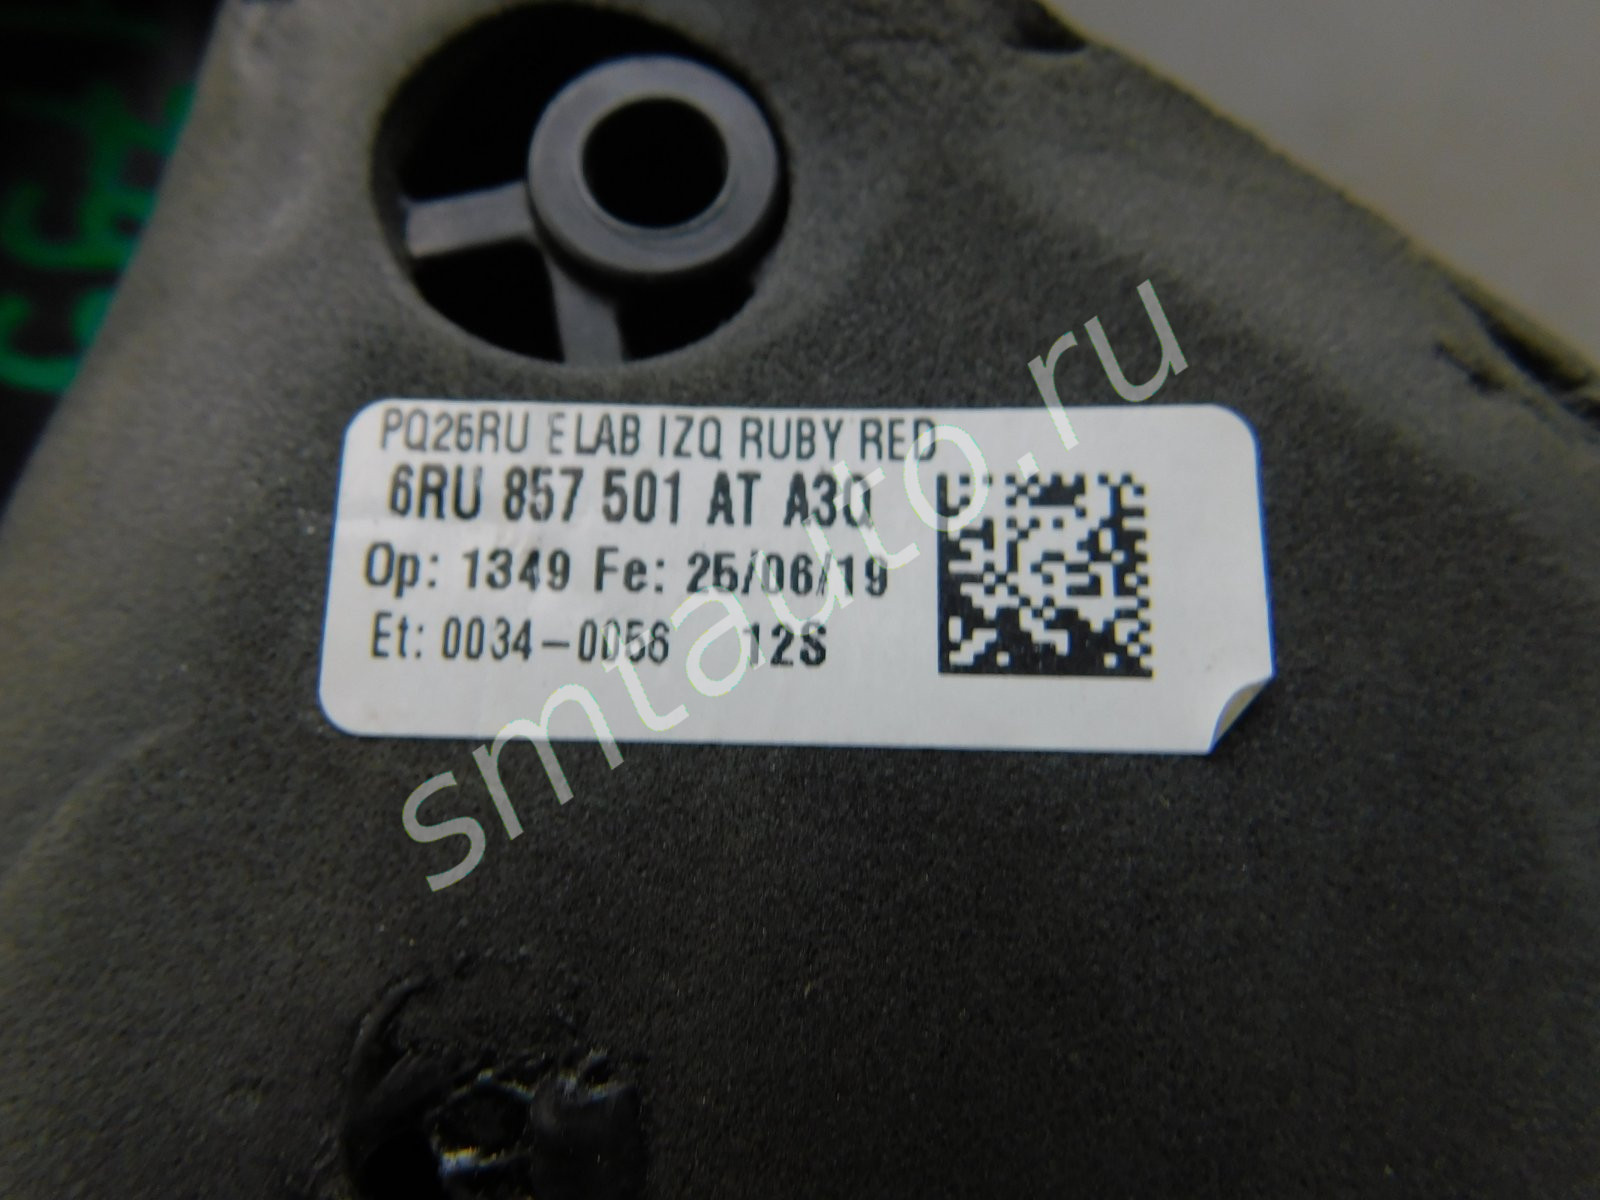 PQ25RU ELAB IZQ RUBY RED
6RU 857 501 AT A3Q
Op: 1349 Fe: 25/06/19
Et: 0034-0056 12S
smtauto.ru